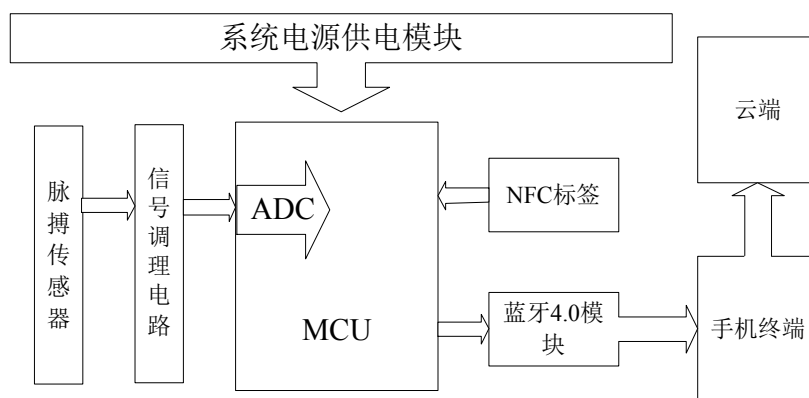 系统电源供电模块
云端
脉搏传感器
信号调理电路
ADC
NFC标签
MCU
蓝牙4.0模
块
手机终端